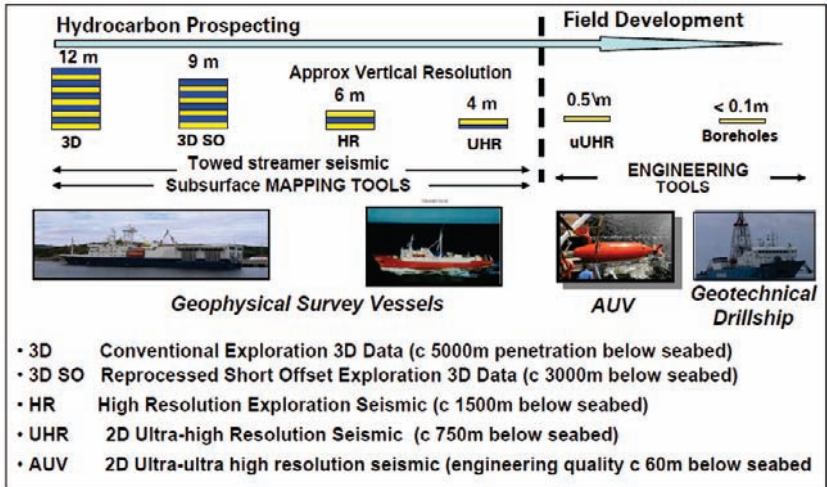 Hydrocarbon Prospecting
Field Development
12 m
9 m
Approx Vertical Resolution
6 m
4 m
0.5\m
< 0.1m
3D
3D SO
HR
UHR
uUHR
Boreholes
Towed streamer seismic
Subsurface MAPPING TOOLS
ENGINEERING
TOOLS
Geophysical Survey Vessels
AUV
Geotechnical
Drillship
• 3D Conventional Exploration 3D Data (c 5000m penetration below seabed)
• 3D SO Reprocessed Short Offset Exploration 3D Data (c 3000m below seabed)
• HR High Resolution Exploration Seismic (c 1500m below seabed)
• UHR 2D Ultra-high Resolution Seismic (c 750m below seabed)
• AUV 2D Ultra-ultra high resolution seismic (engineering quality c 60m below seabed